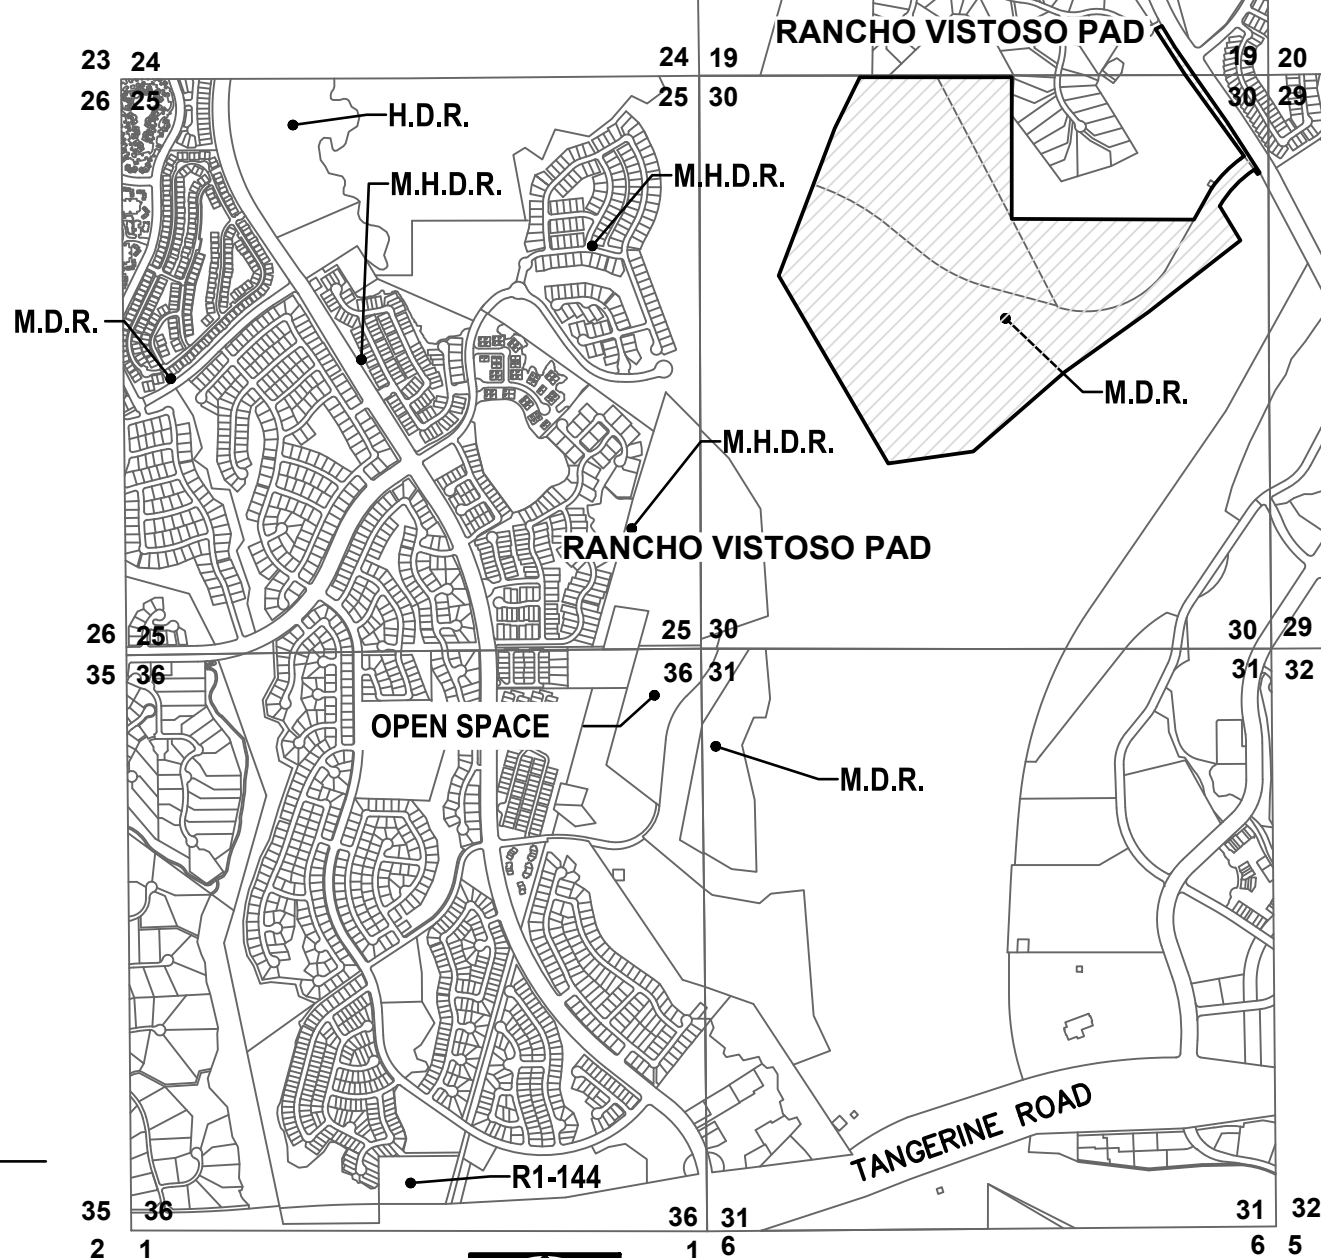 RANCHO VISTOSO PAD
23 24
24 19
19 20
26 25
25 30
30 29
H.D.R.
M.H.D.R.
M.H.D.R.
M.D.R.
M.D.R.
M.H.D.R.
RANCHO VISTOSO PAD
26 25
25 30
30 29
35 36
36 31
31 32
OPEN SPACE
M.D.R.
TANGERINE ROAD
R1-144
35 36
36 31
31 32
2 1
1 6
6 5